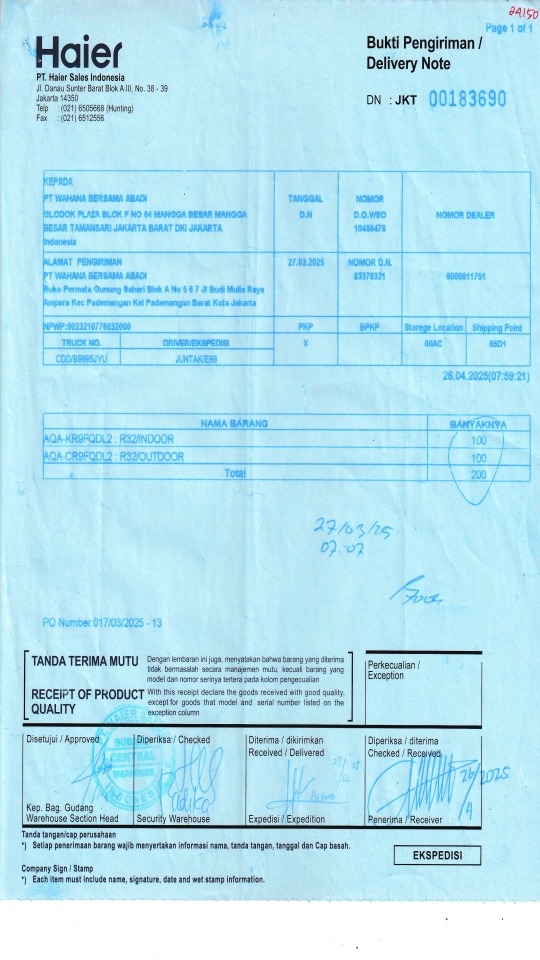 24150
Page 1 of 1
Haier
PT. Haier Sales Indonesia
Jl. Danau Sunter Barat Blok A III, No. 38 - 39
Jakarta 14350
Telp : (021) 6505668 (Hunting)
Fax : (021) 6512556
Bukti Pengiriman /
Delivery Note
DN : JKT 00183690
KEPADA
PT WAHANA BERSAMA ABADI
GLODOK PLAZA BLOK F NO 64 MANGGA BESAR MANGGA
BESAR TAMANSARI JAKARTA BARAT DKI JAKARTA
Indonesia
TANGGAL
D.N
NOMOR
D.O.V/SO
10486478
NOMOR DEALER
ALAMAT PENGIRIMAN
PT WAHANA BERSAMA ABADI
Ruko Permata Gunung Sahari Blok A No 5 6 7 Jl Budi Mulia Raya
Ampera Kec Pademangan Kel Pademangan Barat Kota Jakarta
27.03.2025
NOMOR D.N.
83370321
0000011751
NPWP:0023210776032000
PKP
BPKP
Storege Location
Shipping Point
TRUCK NO.
DRIVER/EKSPEDISI
X
00AC
65D1
CDD/B9095JYU
JUNTAK/E66
26.04.2025(07:59:21)
NAMA BARANG
BANYAKNYA
AQA-KR9FQDL2 : R32/INDOOR
100
AQA-CR9FQDL2 : R32/OUTDOOR
100
Total
200
27/03/25
07:07
PO Number:017/03/2025 - 13
TANDA TERIMA MUTU
Dengan lembaran ini juga, menyatakan bahwa barang yang diterima
tidak bermasalah secara manajemen mutu, kecuali barang yang
model dan nomor serinya tertera pada kolom pengecualian
RECEIPT OF PRODUCT
QUALITY
With this receipt declare the goods received with good quality,
except for goods that model and serial number listed on the
exception column
Perkecualian /
Exception
Disetujui / Approved
Diperiksa / Checked
Diterima / dikirimkan
Received / Delivered
Diperiksa / diterima
Checked / Received
CENTRAL
WAREHOUSE
26/2025
4
Kep. Bag. Gudang
Warehouse Section Head
Security Warehouse
Expedisi / Expedition
Penerima / Receiver
Tanda tangan/cap perusahaan
*) Setiap penerimaan barang wajib menyertakan informasi nama, tanda tangan, tanggal dan Cap basah.
EKSPEDISI
Company Sign / Stamp
*) Each item must include name, signature, date and wet stamp information.